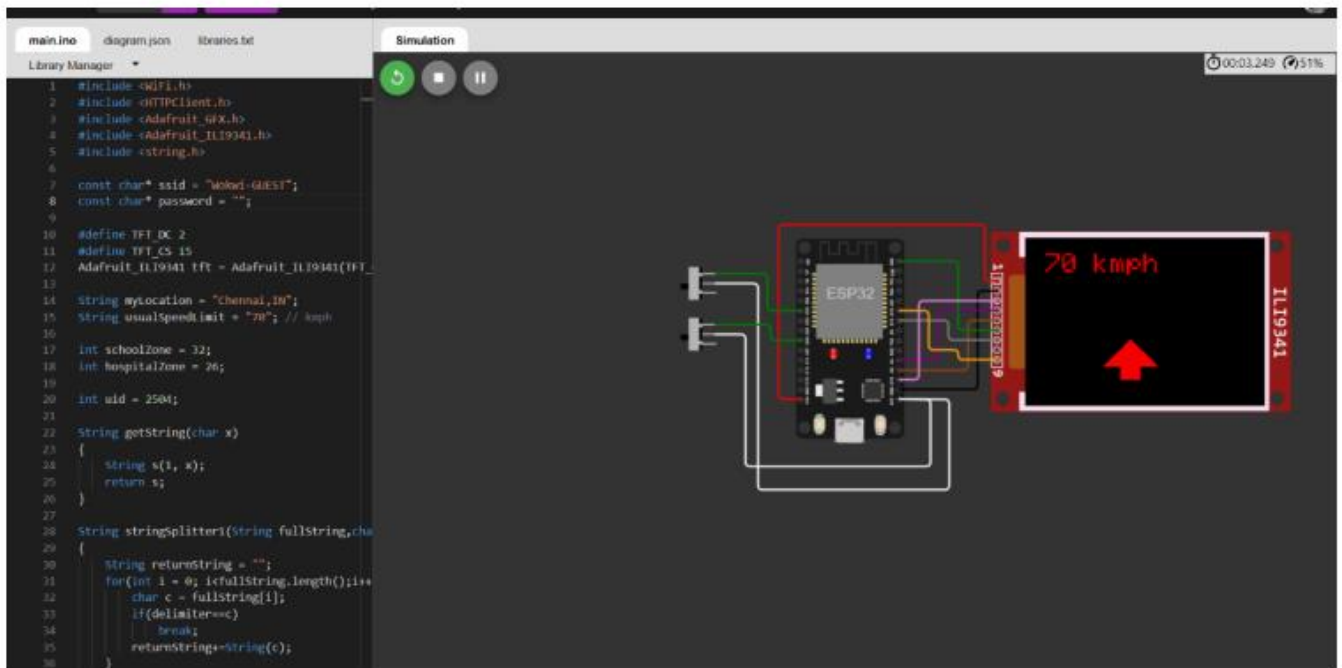 main.ino
diagram.json
libraries.txt
Library Manager
1 #include <WiFi.h>
2 #include <HTTPClient.h>
3 #include <Adafruit_GFX.h>
4 #include <Adafruit_ILI9341.h>
5 #include <string.h>
6
7 const char* ssid = "Wokwi-GUEST";
8 const char* password = "";
9
10 #define TFT_DC 2
11 #define TFT_CS 15
12 Adafruit_ILI9341 tft = Adafruit_ILI9341(TFT_
13
14 String myLocation = "Chennai,IN";
15 String usualSpeedLimit = "70"; // kmph
16
17 int schoolZone = 32;
18 int hospitalZone = 26;
19
20 int uid = 2504;
21
22 String getString(char x)
23 {
24 String s(1, x);
25 return s;
26 }
27
28 String stringSplitter1(String fullString,cha
29 {
30 String returnString = "";
31 for(int i = 0; i<fullString.length();i++
32 char c = fullString[i];
33 if(delimiter==c)
34 break;
35 returnString+=String(c);
36 }
Simulation
00:03.249 51%
ESP32
70 kmph
1
9
ILI9341